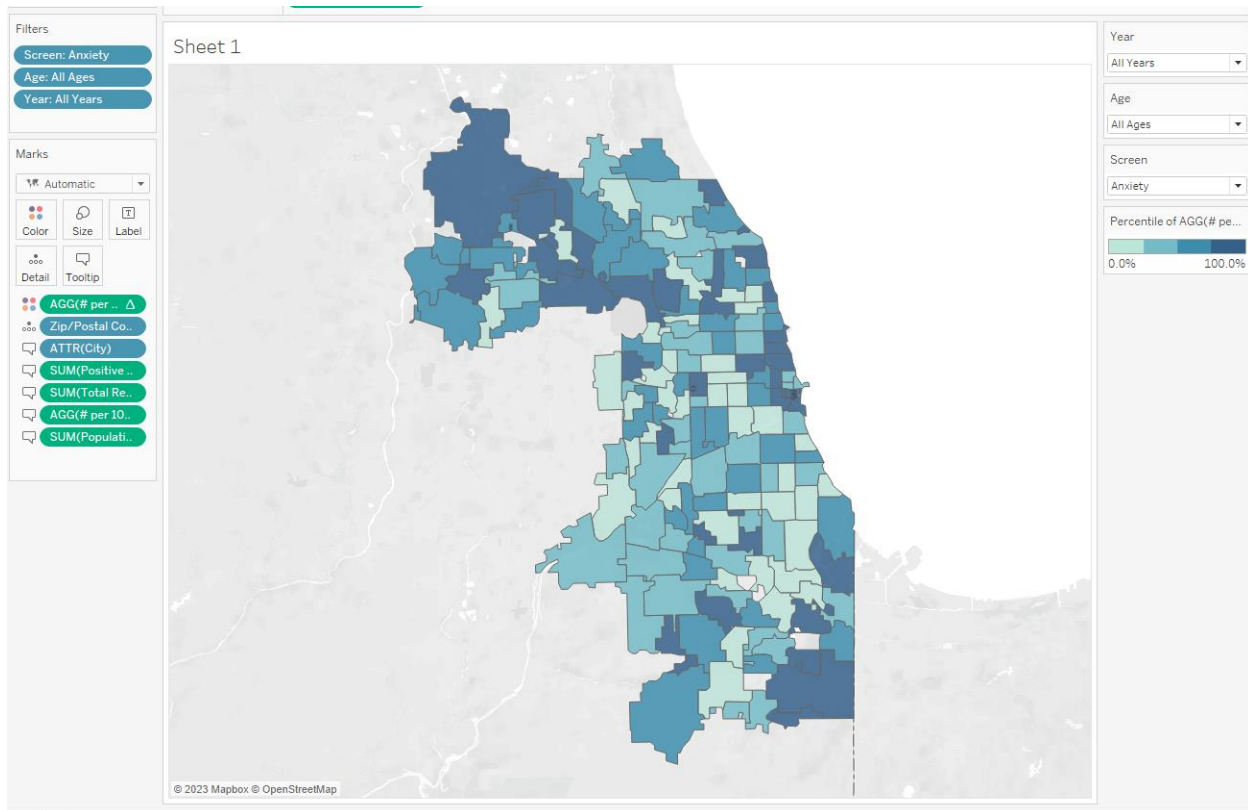 Filters
Screen: Anxiety
Age: All Ages
Year: All Years
Marks
Automatic
Color
Size
Label
Detail
Tooltip
AGG(# per .. Δ
Zip/Postal Co..
ATTR(City)
SUM(Positive ..
SUM(Total Re..
AGG(# per 10..
SUM(Populati..
Sheet 1
© 2023 Mapbox © OpenStreetMap
Year
All Years
Age
All Ages
Screen
Anxiety
Percentile of AGG(# pe...
0.0% 100.0%